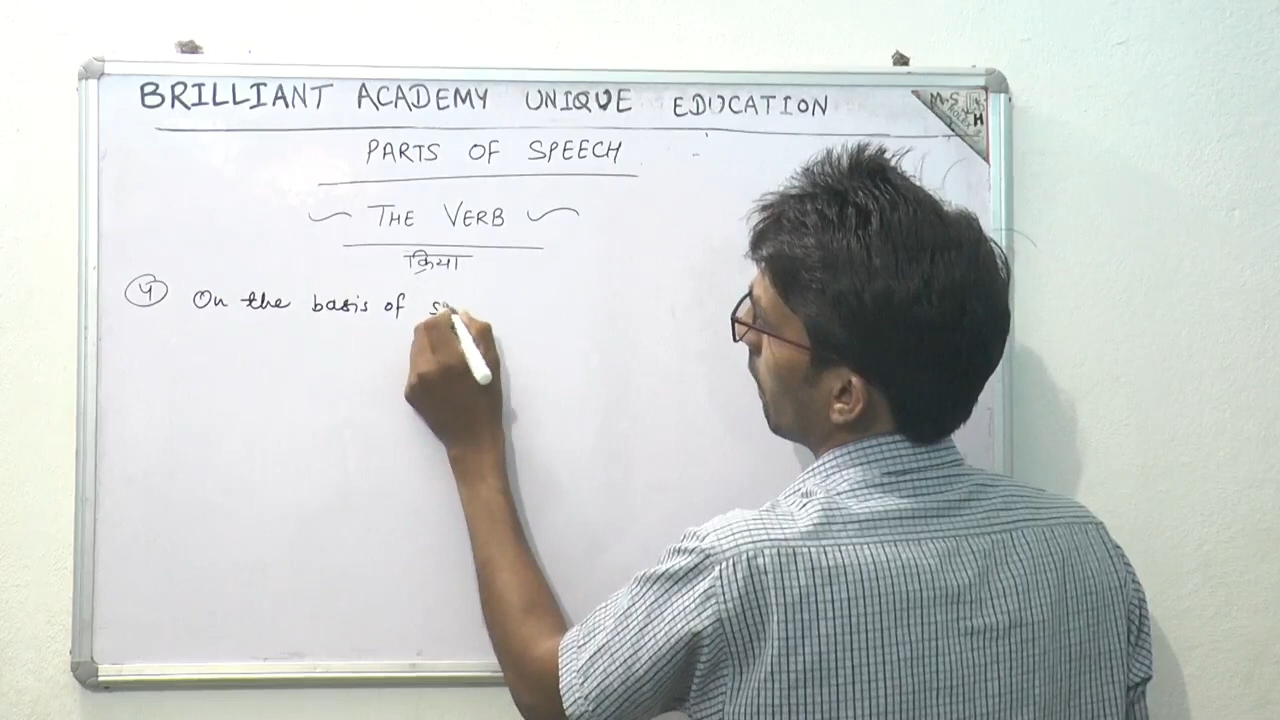 BRILLIANT ACADEMY UNIQUE EDUCATION
PARTS OF SPEECH
THE VERB
क्रिया
4 On the basis of
M.S